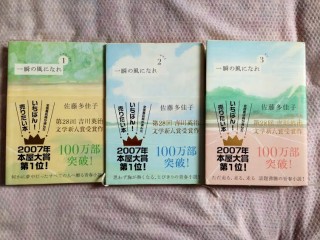 一瞬の風になれ 1
佐藤多佳子
いちばん!
売りたい本
第28回 吉川英治
文学新人賞受賞作
2007年
本屋大賞
第1位!
100万部
突破!
一瞬の風になれ 2
佐藤多佳子
いちばん!
売りたい本
第28回 吉川英治
文学新人賞受賞作
2007年
本屋大賞
第1位!
100万部
突破!
一瞬の風になれ 3
佐藤多佳子
いちばん!
売りたい本
第28回 吉川英治
文学新人賞受賞作
2007年
本屋大賞
第1位!
100万部
突破!